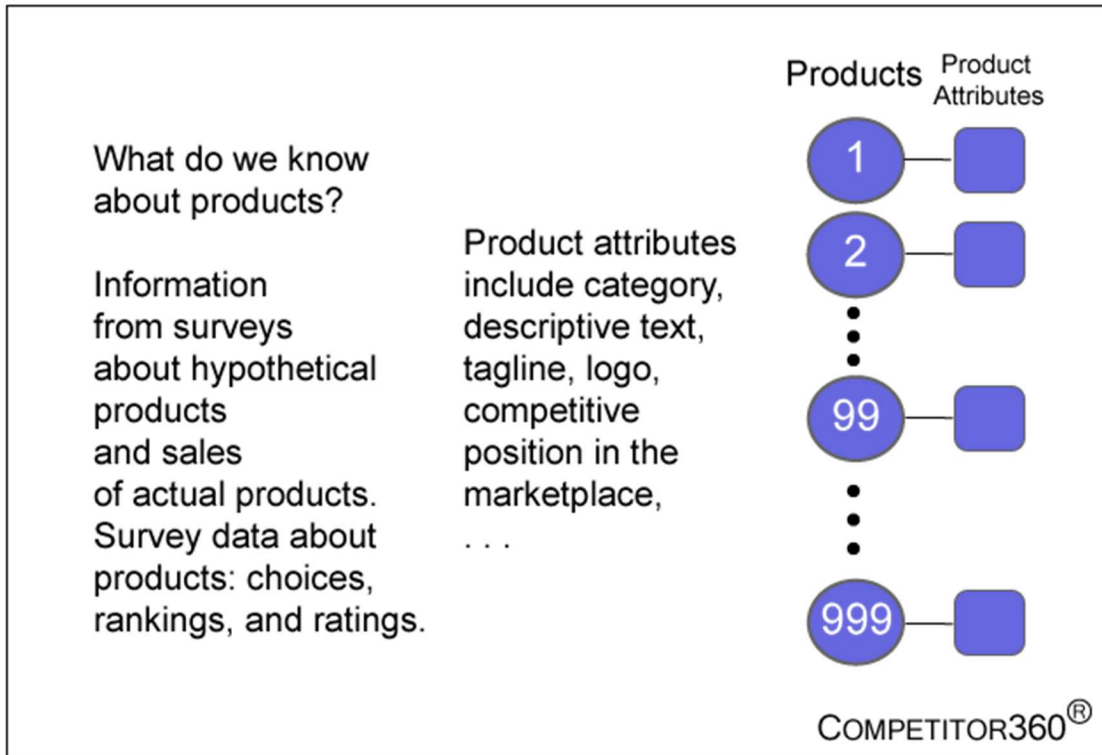 What do we know
about products?
Information
from surveys
about hypothetical
products
and sales
of actual products.
Survey data about
products: choices,
rankings, and ratings.
Product attributes
include category,
descriptive text,
tagline, logo,
competitive
position in the
marketplace,
. . .
Products
Product
Attributes
1
2
99
999
COMPETITOR360®